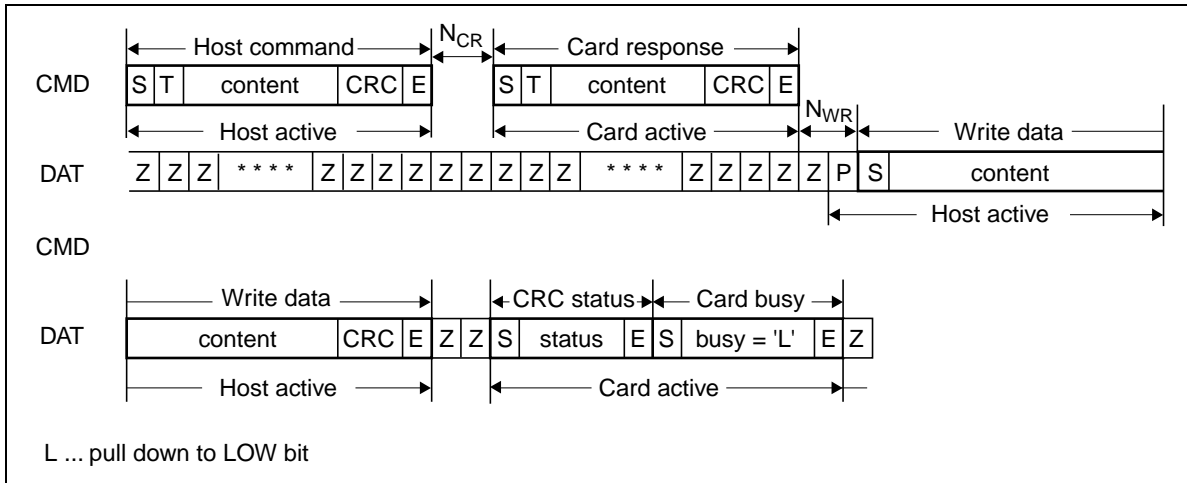 Host command N_CR Card response
CMD S T content CRC E S T content CRC E
Host active Card active N_WR Write data
DAT Z Z Z * * * * Z Z Z Z Z Z Z Z Z * * * * Z Z Z Z Z P S content
Host active
CMD
Write data CRC status Card busy
DAT content CRC E Z Z S status E S busy = 'L' E Z
Host active Card active
L ... pull down to LOW bit